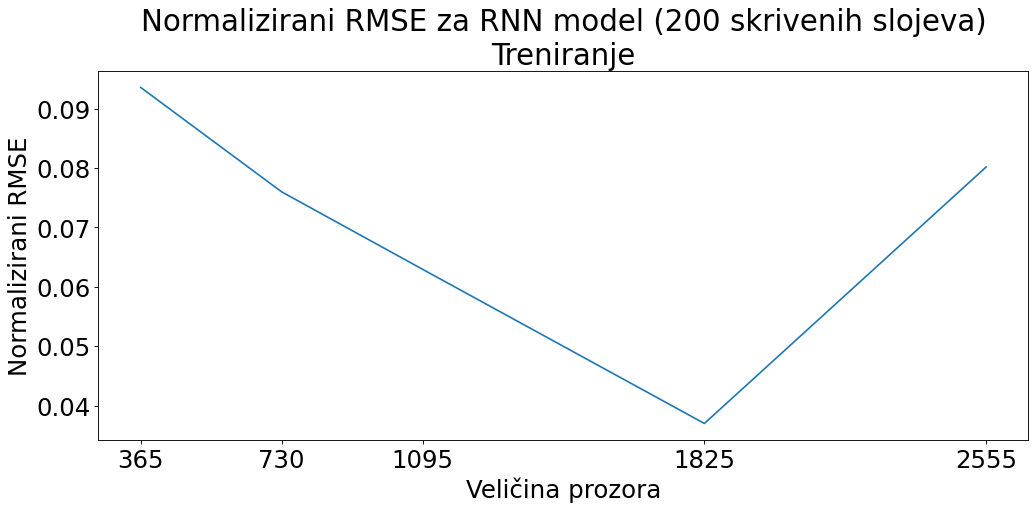 Normalizirani RMSE za RNN model (200 skrivenih slojeva)
Treniranje
Normalizirani RMSE
0.09
0.08
0.07
0.06
0.05
0.04
365 730 1095 1825 2555
Veličina prozora